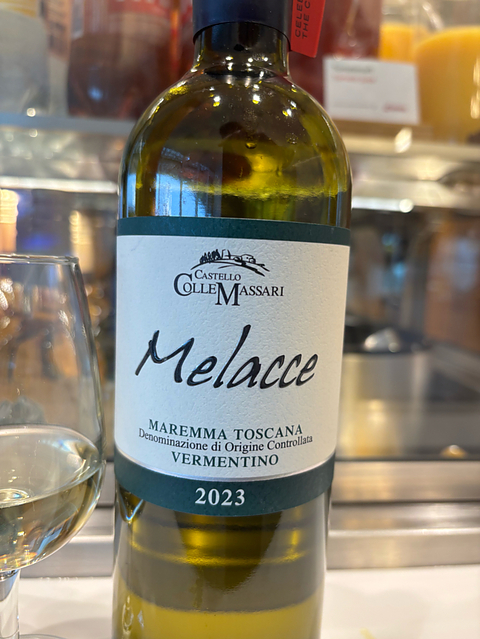 CASTELLO
COLLEMASSARI
Melacce
MAREMMA TOSCANA
Denominazione di Origine Controllata
VERMENTINO
2023